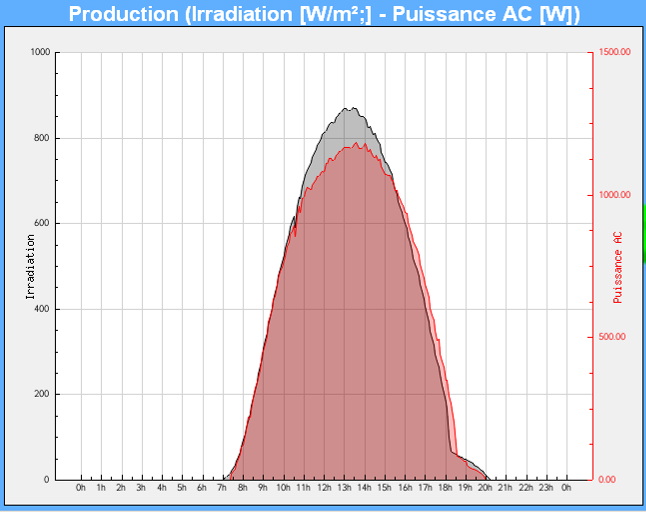 Production (Irradiation [W/m²;] - Puissance AC [W])
1000
800
600
400
200
0
Irradiation
1500.00
1000.00
500.00
0.00
Puissance AC
0h 1h 2h 3h 4h 5h 6h 7h 8h 9h 10h 11h 12h 13h 14h 15h 16h 17h 18h 19h 20h 21h 22h 23h 0h